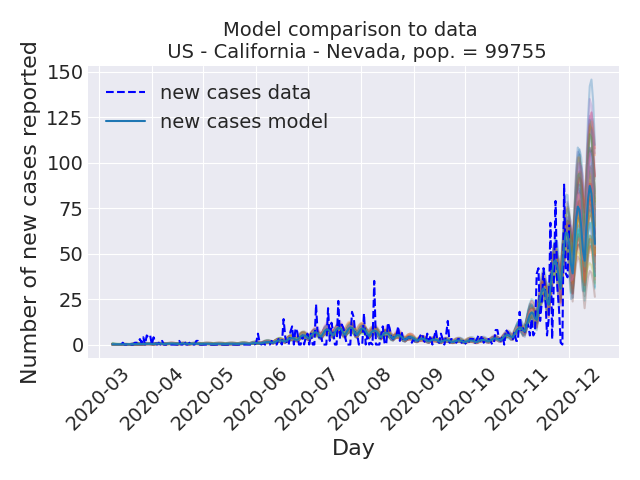 Model comparison to data
US - California - Nevada, pop. = 99755
Number of new cases reported
150
125
100
75
50
25
0
new cases data
new cases model
2020-03
2020-04
2020-05
2020-06
2020-07
2020-08
2020-09
2020-10
2020-11
2020-12
Day